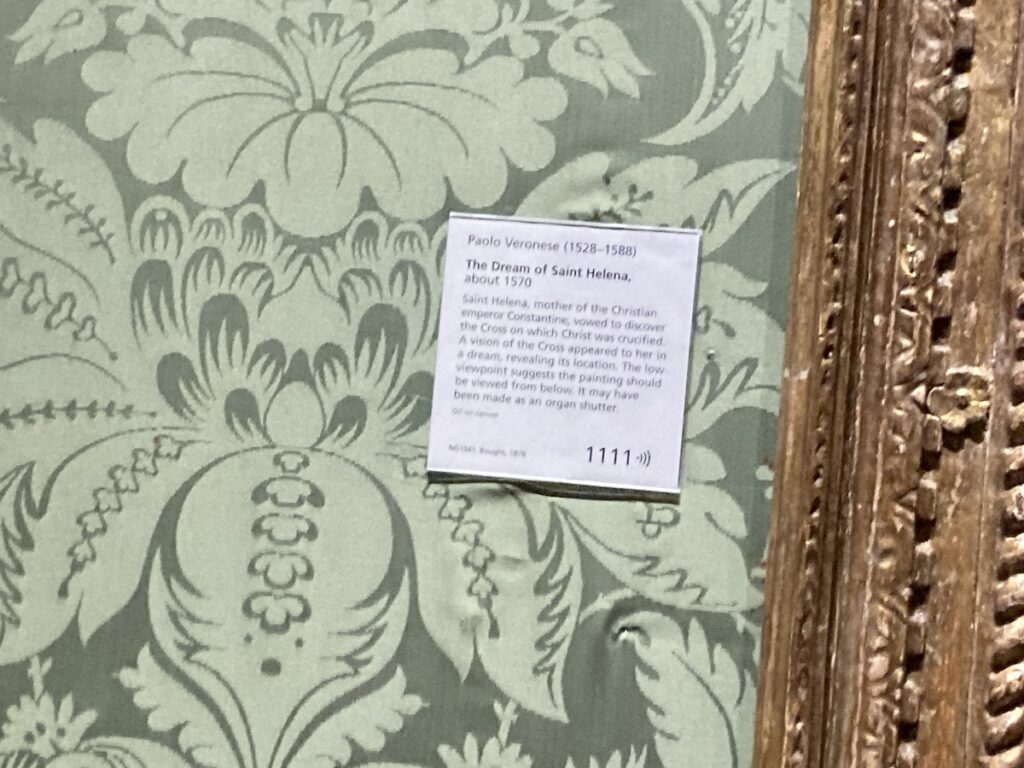 Paolo Veronese (1528–1588)
The Dream of Saint Helena,
about 1570
Saint Helena, mother of the Christian
emperor Constantine, vowed to discover
the Cross on which Christ was crucified.
A vision of the Cross appeared to her in
a dream, revealing its location. The low
viewpoint suggests the painting should
be viewed from below. It may have
been made as an organ shutter.
Oil on canvas
NG1041. Bought, 1878
1111